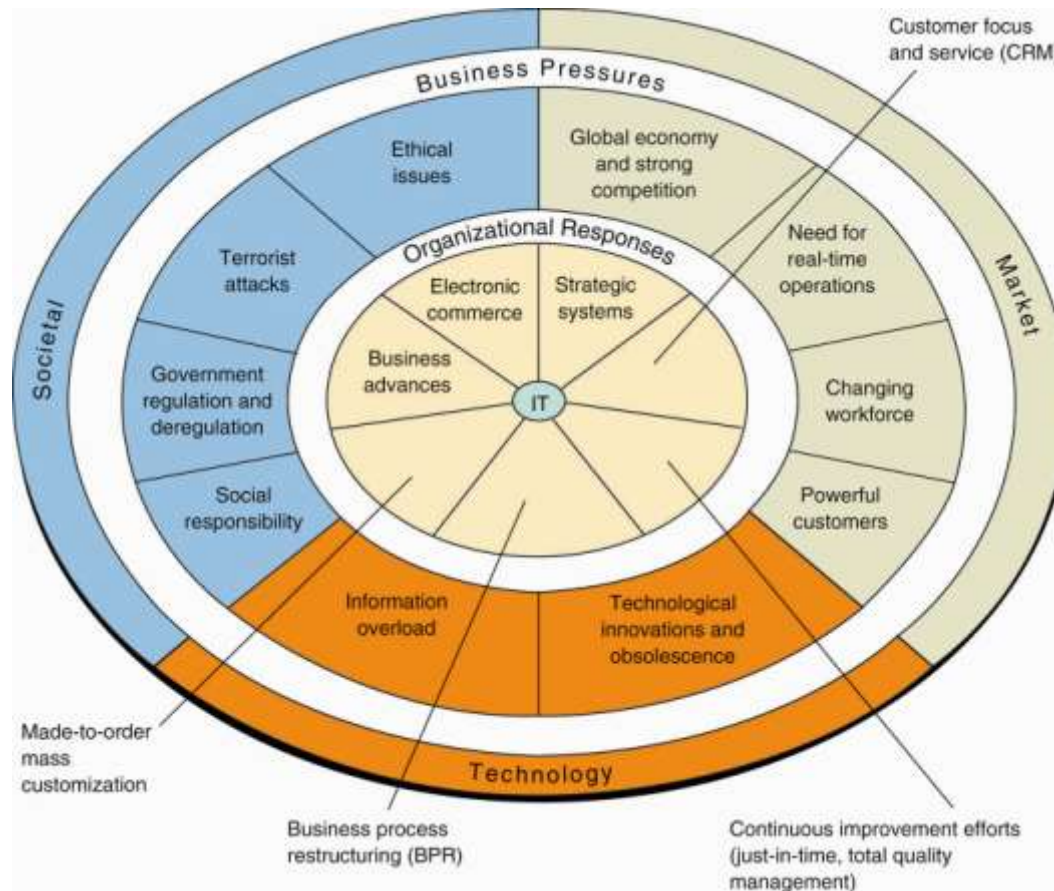 Customer focus
and service (CRM
Business Pressures
Ethical
issues
Global economy
and strong
competition
Organizational Responses
Terrorist
attacks
Need for
real-time
operations
Electronic
commerce
Strategic
systems
Societal
Market
Business
advances
IT
Government
regulation and
deregulation
Changing
workforce
Social
responsibility
Powerful
customers
Information
overload
Technological
innovations and
obsolescence
Made-to-order
mass
customization
Technology
Business process
restructuring (BPR)
Continuous improvement efforts
(just-in-time, total quality
management)